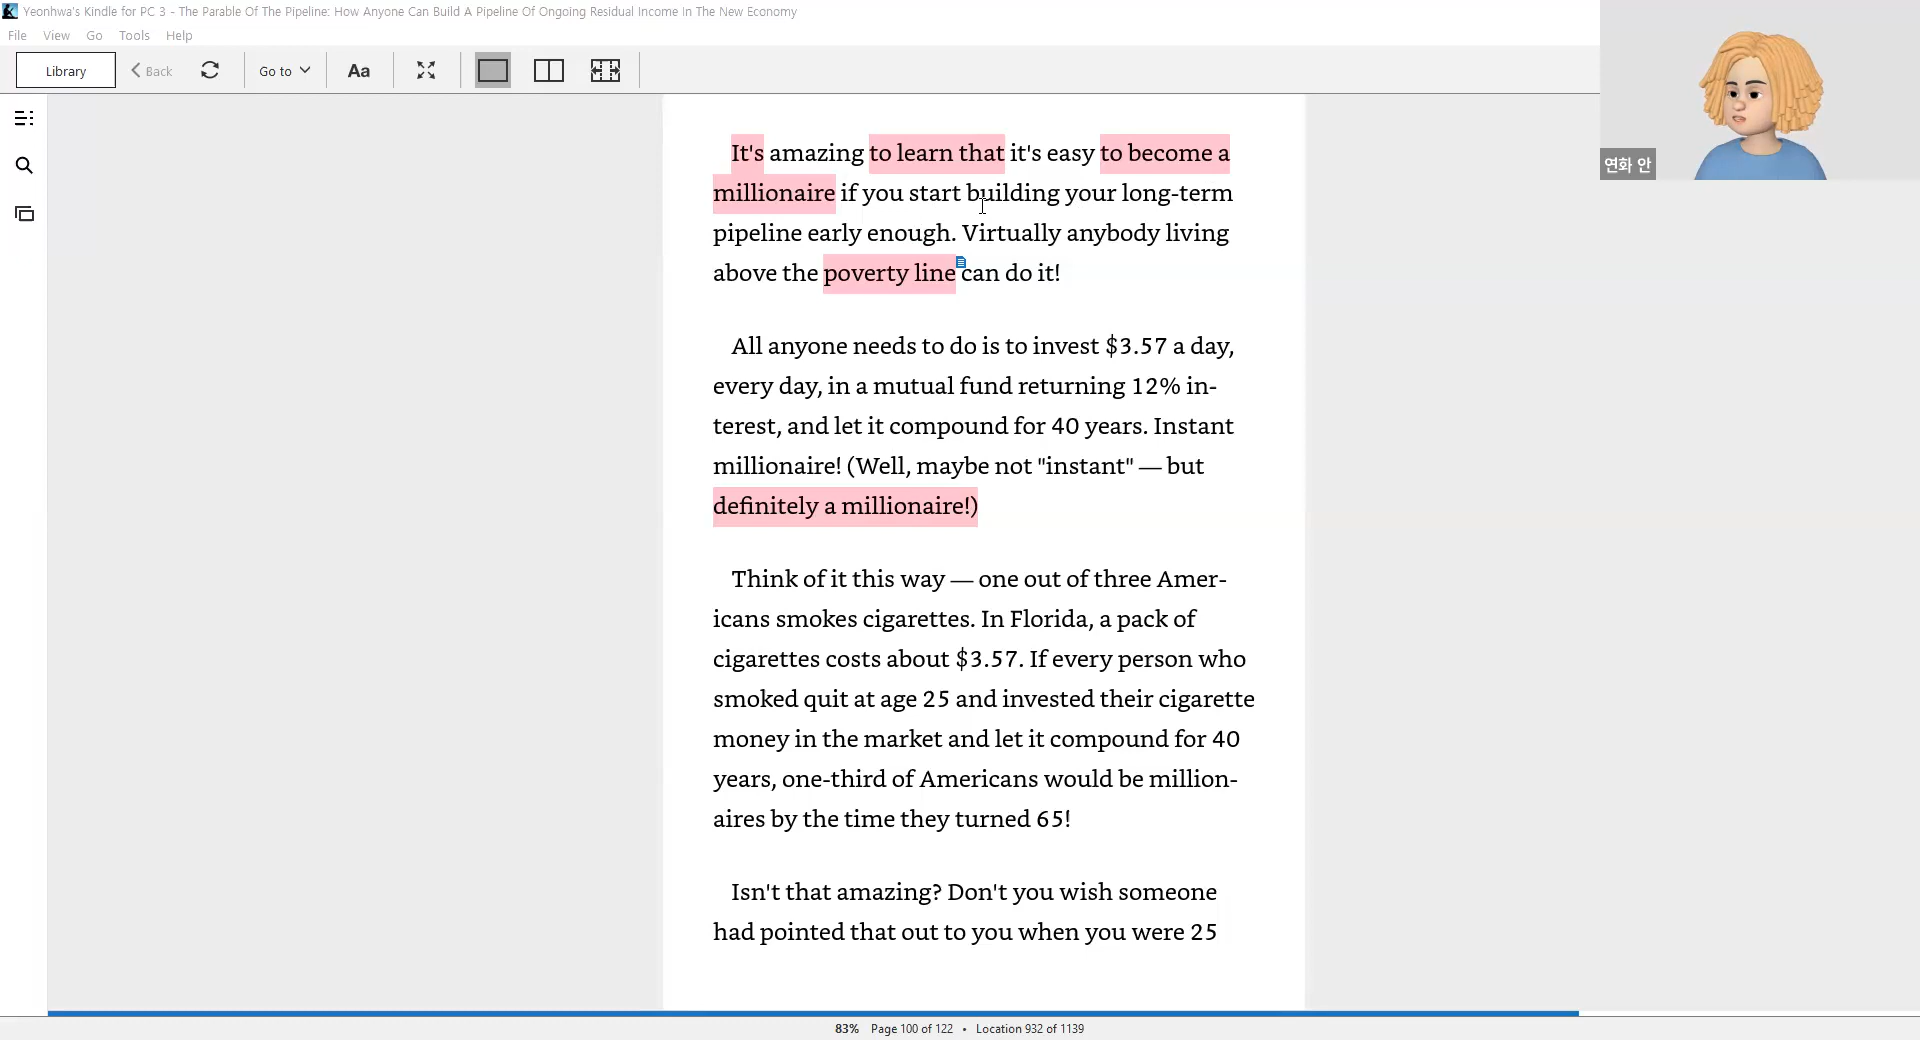 Yeonhwa's Kindle for PC 3 - The Parable Of The Pipeline: How Anyone Can Build A Pipeline Of Ongoing Residual Income In The New Economy
File View Go Tools Help
Library Back Go to Aa
연화 안
It's amazing to learn that it's easy to become a
millionaire if you start building your long-term
pipeline early enough. Virtually anybody living
above the poverty line can do it!
All anyone needs to do is to invest $3.57 a day,
every day, in a mutual fund returning 12% in-
terest, and let it compound for 40 years. Instant
millionaire! (Well, maybe not "instant" — but
definitely a millionaire!)
Think of it this way — one out of three Amer-
icans smokes cigarettes. In Florida, a pack of
cigarettes costs about $3.57. If every person who
smoked quit at age 25 and invested their cigarette
money in the market and let it compound for 40
years, one-third of Americans would be million-
aires by the time they turned 65!
Isn't that amazing? Don't you wish someone
had pointed that out to you when you were 25
83% Page 100 of 122 • Location 932 of 1139